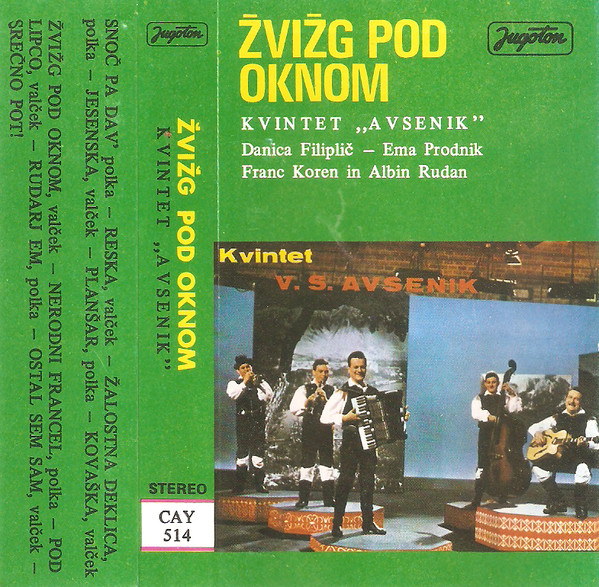 SNOČ PA DAV' polka – RESKA, valček – ŽALOSTNA DEKLICA,
polka – JESENSKA, valček – PLANŠAR, polka – KOVAŠKA, valček
ŽVIŽG POD OKNOM, valček – NERODNI FRANCEL, polka – POD
LIPCO, valček – RUDARJ EM, polka – OSTAL SEM SAM, valček –
SREČNO POT!
Jugoton
ŽVIŽG POD OKNOM
KVINTET „AVSENIK”
STEREO
CAY
514
ŽVIŽG POD
OKNOM
Jugoton
KVINTET „AVSENIK”
Danica Filiplič – Ema Prodnik
Franc Koren in Albin Rudan
Kvintet
V. S. AVSENIK